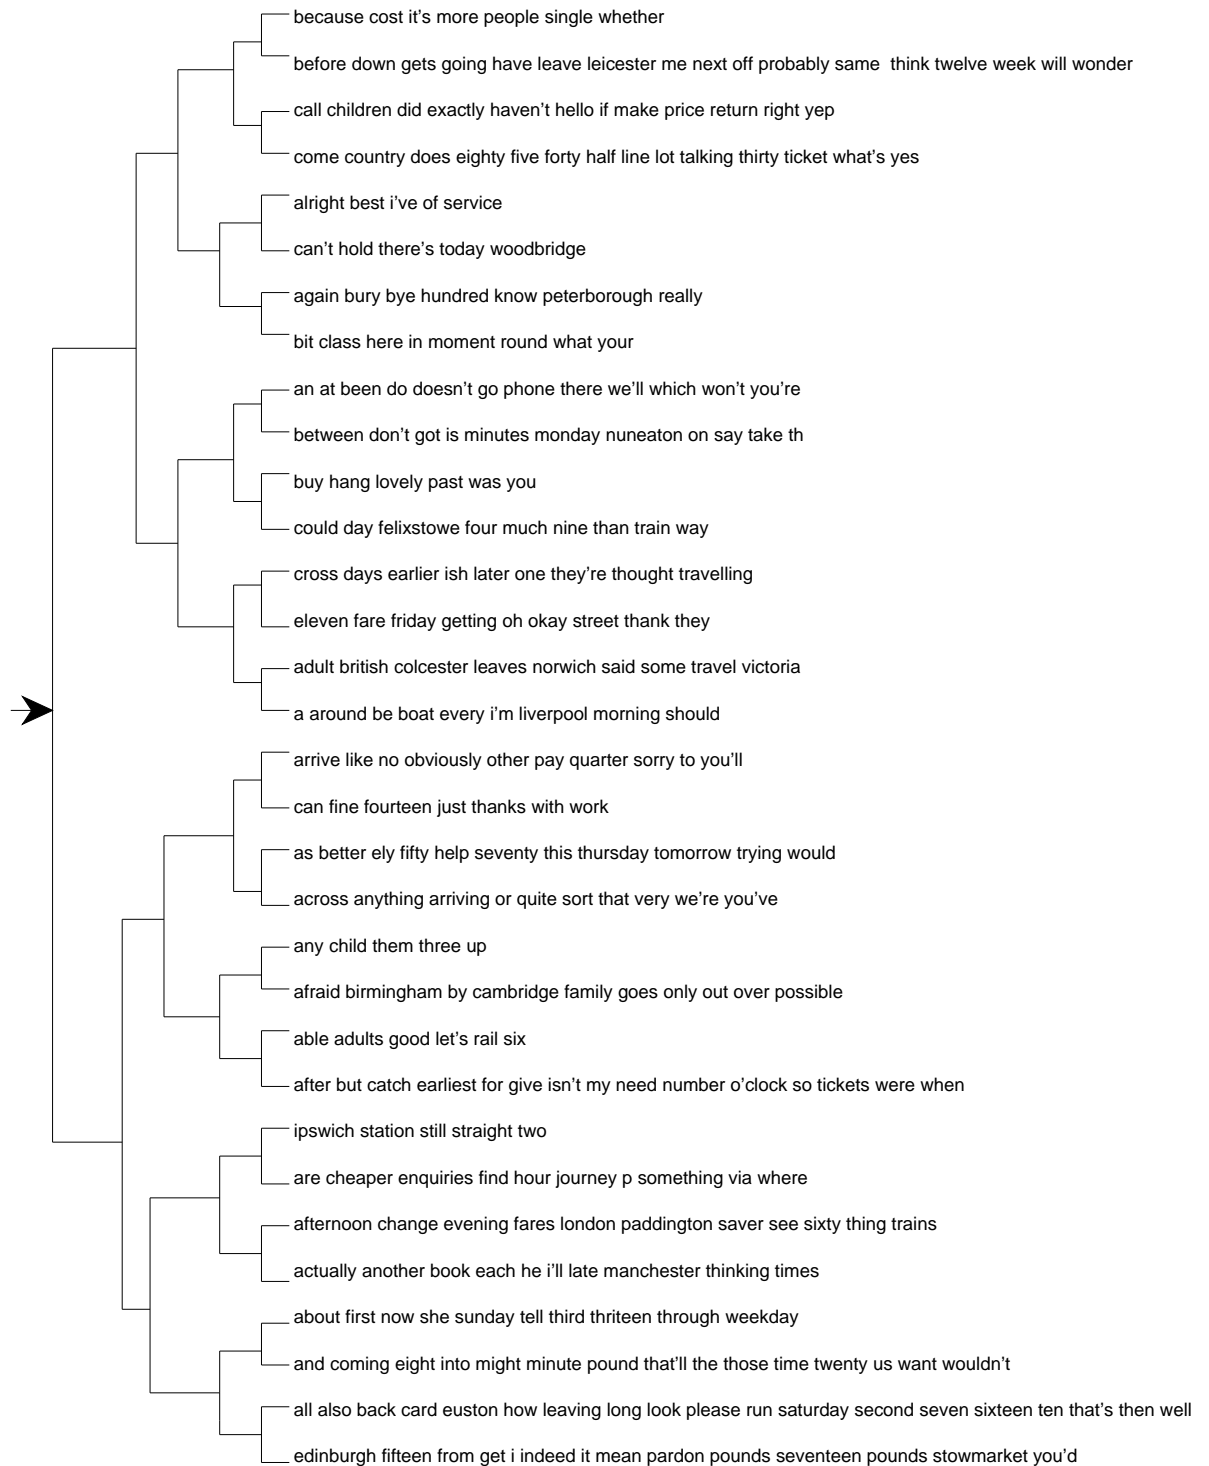 because cost it's more people single whether
before down gets going have leave leicester me next off probably same think twelve week will wonder
call children did exactly haven't hello if make price return right yep
come country does eighty five forty half line lot talking thirty ticket what's yes
alright best i've of service
can't hold there's today woodbridge
again bury bye hundred know peterborough really
bit class here in moment round what your
an at been do doesn't go phone there we'll which won't you're
between don't got is minutes monday nuneaton on say take th
buy hang lovely past was you
could day felixstowe four much nine than train way
cross days earlier ish later one they're thought travelling
eleven fare friday getting oh okay street thank they
adult british colcester leaves norwich said some travel victoria
a around be boat every i'm liverpool morning should
arrive like no obviously other pay quarter sorry to you'll
can fine fourteen just thanks with work
as better ely fifty help seventy this thursday tomorrow trying would
across anything arriving or quite sort that very we're you've
any child them three up
afraid birmingham by cambridge family goes only out over possible
able adults good let's rail six
after but catch earliest for give isn't my need number o'clock so tickets were when
ipswich station still straight two
are cheaper enquiries find hour journey p something via where
afternoon change evening fares london paddington saver see sixty thing trains
actually another book each he i'll late manchester thinking times
about first now she sunday tell third thriteen through weekday
and coming eight into might minute pound that'll the those time twenty us want wouldn't
all also back card euston how leaving long look please run saturday second seven sixteen ten that's then well
edinburgh fifteen from get i indeed it mean pardon pounds seventeen pounds stowmarket you'd